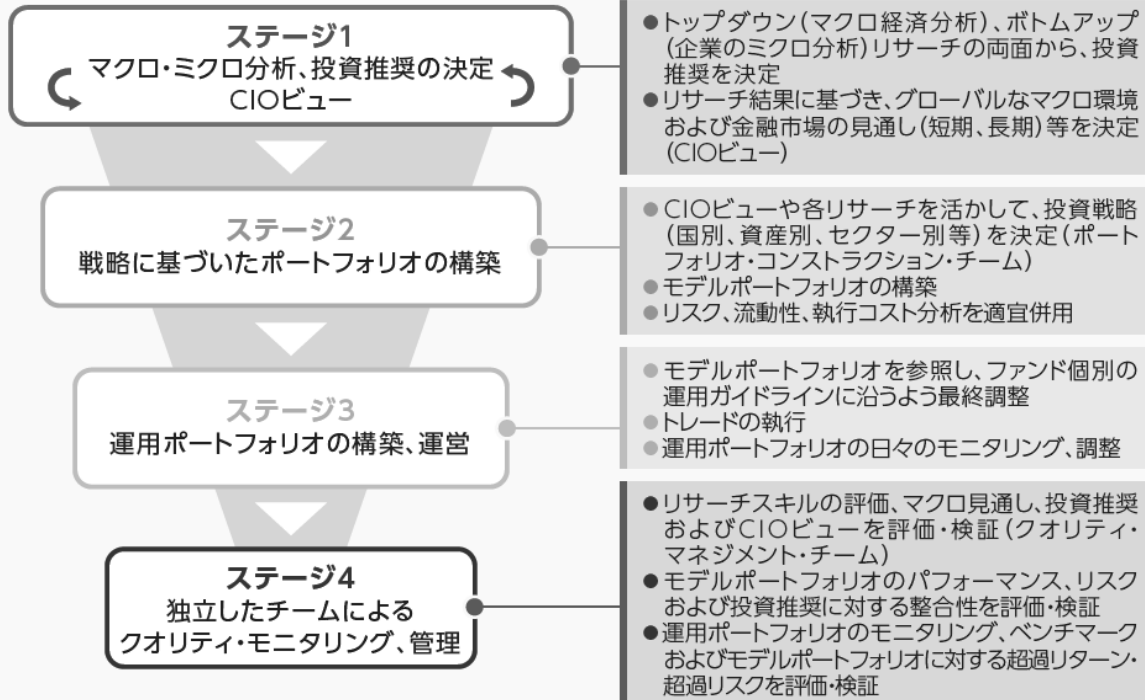 ステージ1
マクロ・ミクロ分析、投資推奨の決定
CIOビュー
●トップダウン(マクロ経済分析)、ボトムアップ
(企業のミクロ分析)リサーチの両面から、投資
推奨を決定
●リサーチ結果に基づき、グローバルなマクロ環境
および金融市場の見通し(短期、長期)等を決定
(CIOビュー)
ステージ2
戦略に基づいたポートフォリオの構築
●CIOビューや各リサーチを活かして、投資戦略
(国別、資産別、セクター別等)を決定(ポート
フォリオ・コンストラクション・チーム)
●モデルポートフォリオの構築
●リスク、流動性、執行コスト分析を適宜併用
ステージ3
運用ポートフォリオの構築、運営
●モデルポートフォリオを参照し、ファンド個別の
運用ガイドラインに沿うよう最終調整
●トレードの執行
●運用ポートフォリオの日々のモニタリング、調整
ステージ4
独立したチームによる
クオリティ・モニタリング、管理
●リサーチスキルの評価、マクロ見通し、投資推奨
およびCIOビューを評価・検証(クオリティ・
マネジメント・チーム)
●モデルポートフォリオのパフォーマンス、リスク
および投資推奨に対する整合性を評価・検証
●運用ポートフォリオのモニタリング、ベンチマーク
およびモデルポートフォリオに対する超過リターン・
超過リスクを評価・検証